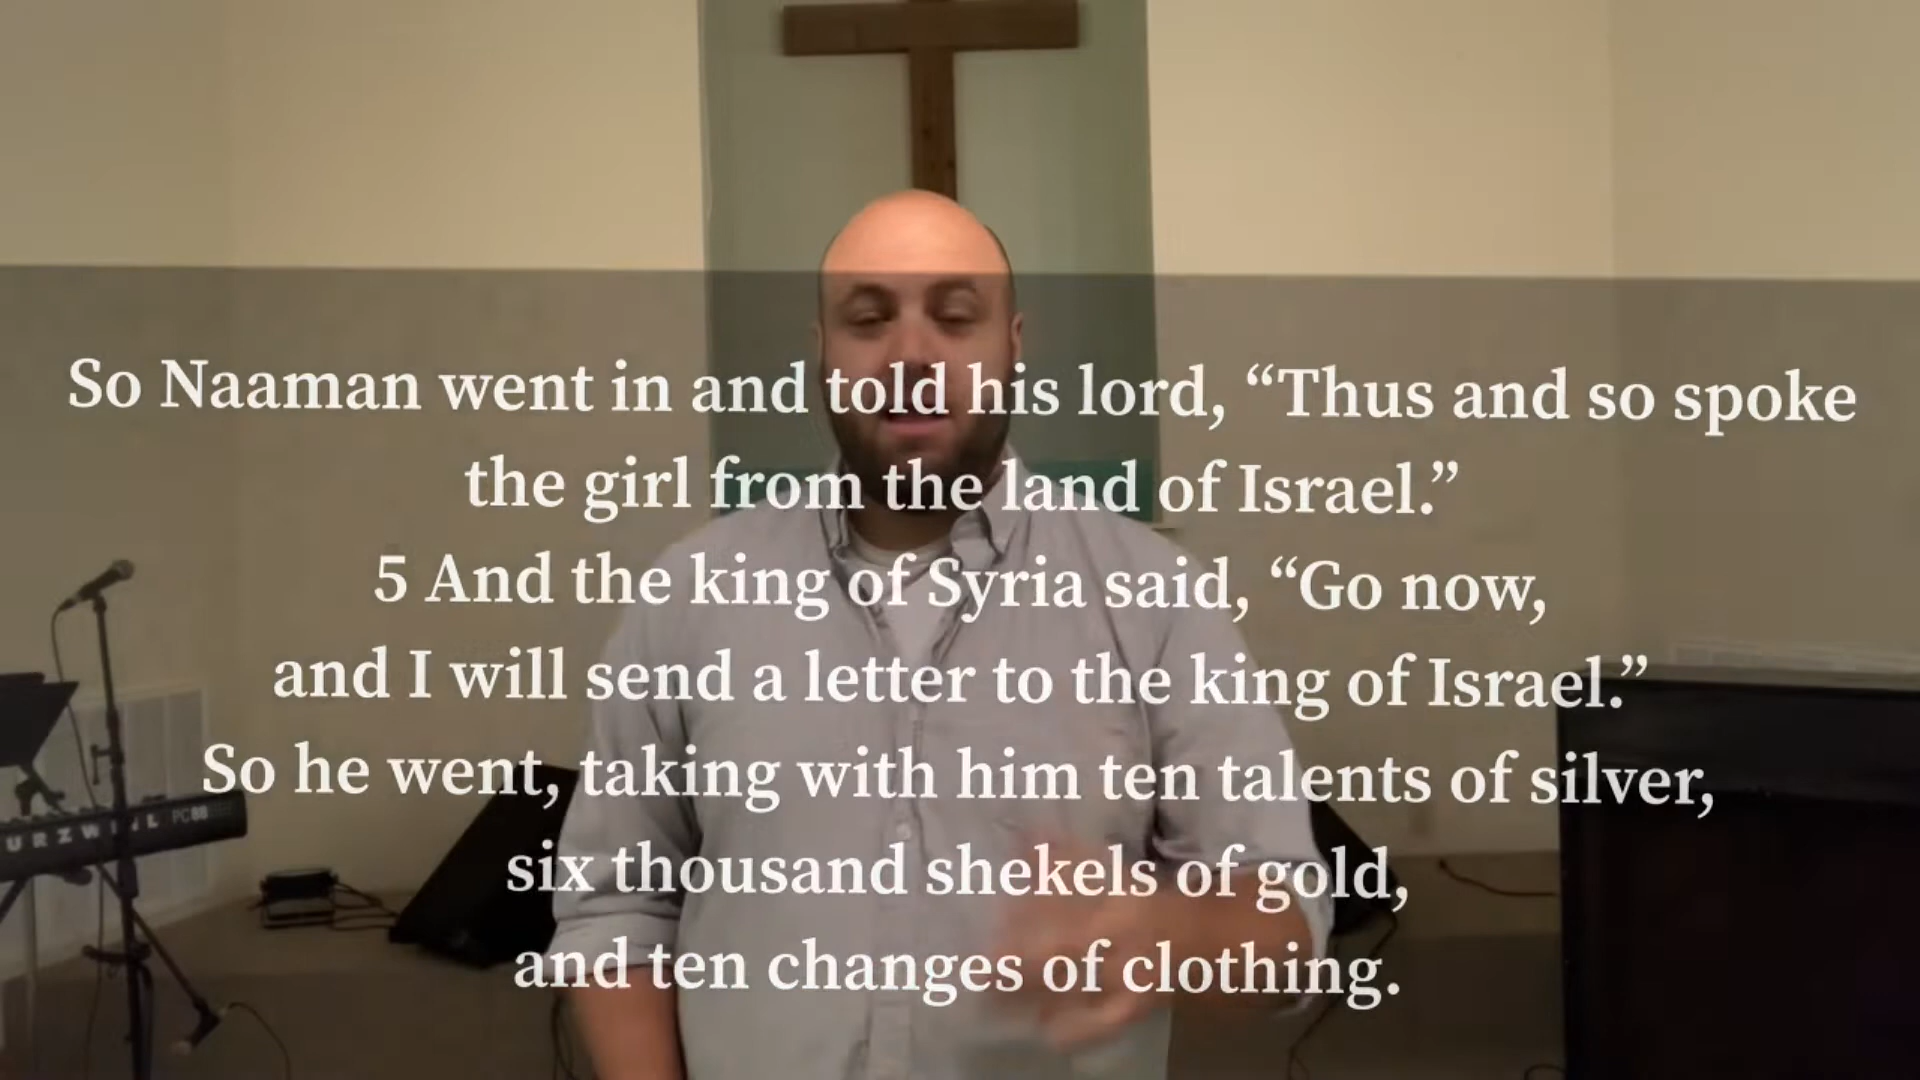 So Naaman went in and told his lord, “Thus and so spoke
the girl from the land of Israel.”
5 And the king of Syria said, “Go now,
and I will send a letter to the king of Israel.”
So he went, taking with him ten talents of silver,
six thousand shekels of gold,
and ten changes of clothing.
URZWEIL PC88